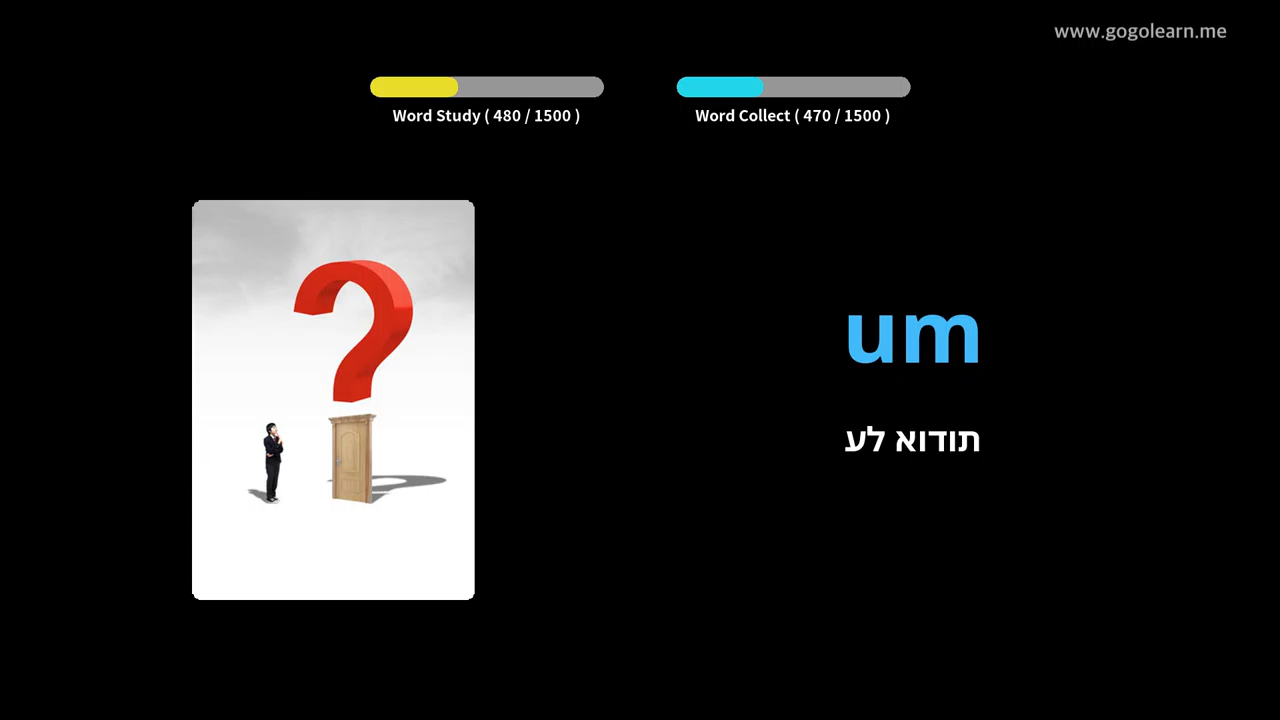 www.gogolearn.me
Word Study ( 480 / 1500 )
Word Collect ( 470 / 1500 )
um
תודוא לע